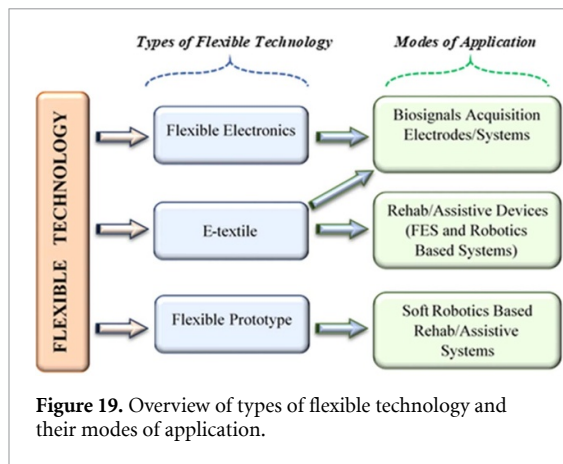 Types of Flexible Technology
Modes of Application
FLEXIBLE TECHNOLOGY
Flexible Electronics
Biosignals Acquisition
Electrodes/Systems
E-textile
Rehab/Assistive Devices
(FES and Robotics
Based Systems)
Flexible Prototype
Soft Robotics Based
Rehab/Assistive
Systems
Figure 19. Overview of types of flexible technology and
their modes of application.